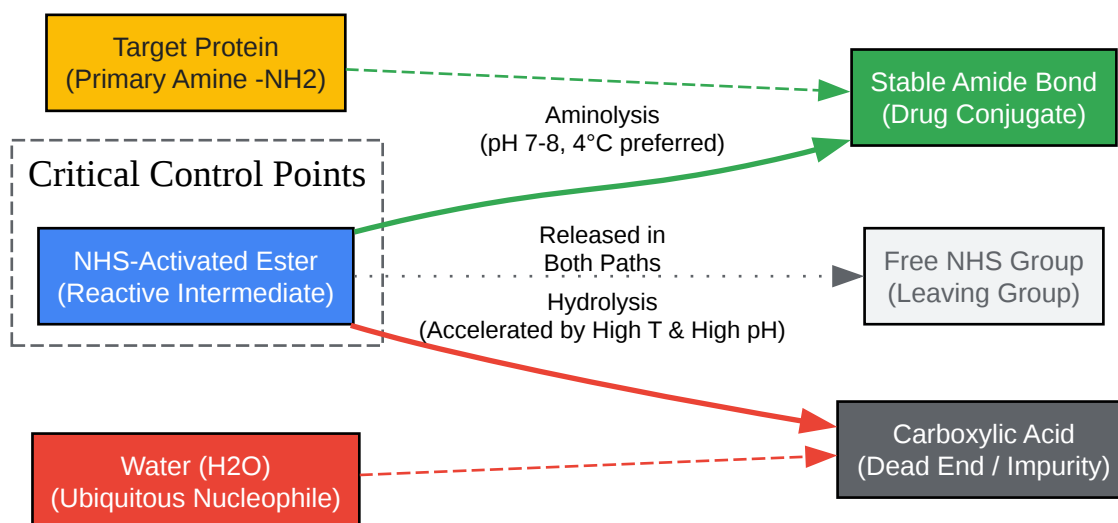 Target Protein
(Primary Amine -NH2)
Stable Amide Bond
(Drug Conjugate)
Aminolysis
(pH 7-8, 4°C preferred)
Critical Control Points
NHS-Activated Ester
(Reactive Intermediate)
Released in
Both Paths
Free NHS Group
(Leaving Group)
Hydrolysis
(Accelerated by High T & High pH)
Water (H2O)
(Ubiquitous Nucleophile)
Carboxylic Acid
(Dead End / Impurity)